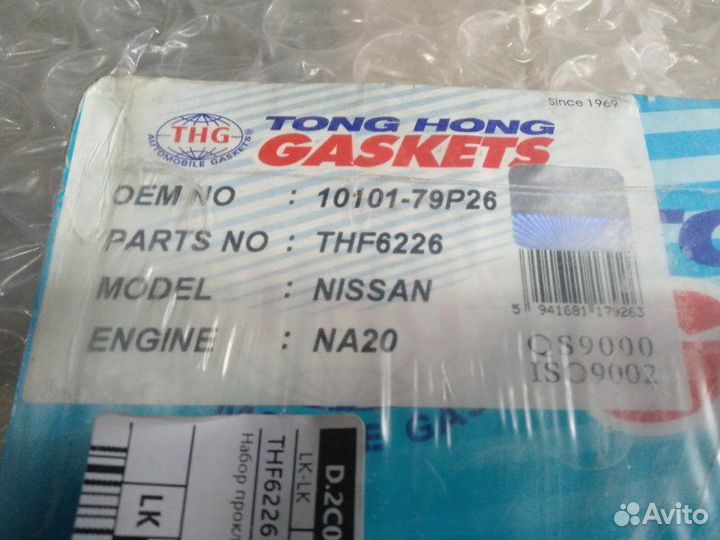 Since 1969
THG
AUTOMOBILE GASKETS®
TONG HONG
GASKETS
OEM NO : 10101-79P26
PARTS NO : THF6226
MODEL : NISSAN
ENGINE : NA20
5 941681 179263
QS9000
ISO9002
D.2C0
LK-LK
THF6226
Набор прокл
LK
Avito